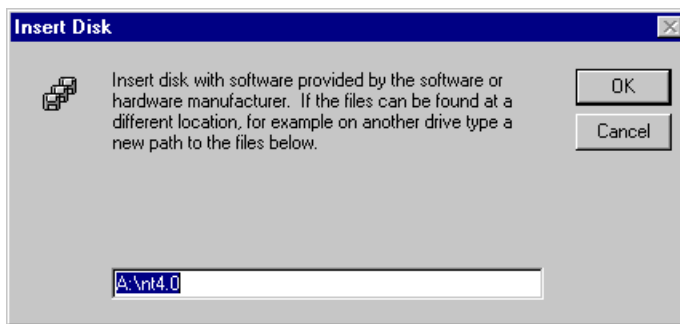 Insert Disk
Insert disk with software provided by the software or
hardware manufacturer.  If the files can be found at a
different location, for example on another drive type a
new path to the files below.
OK
Cancel
A:\nt4.0